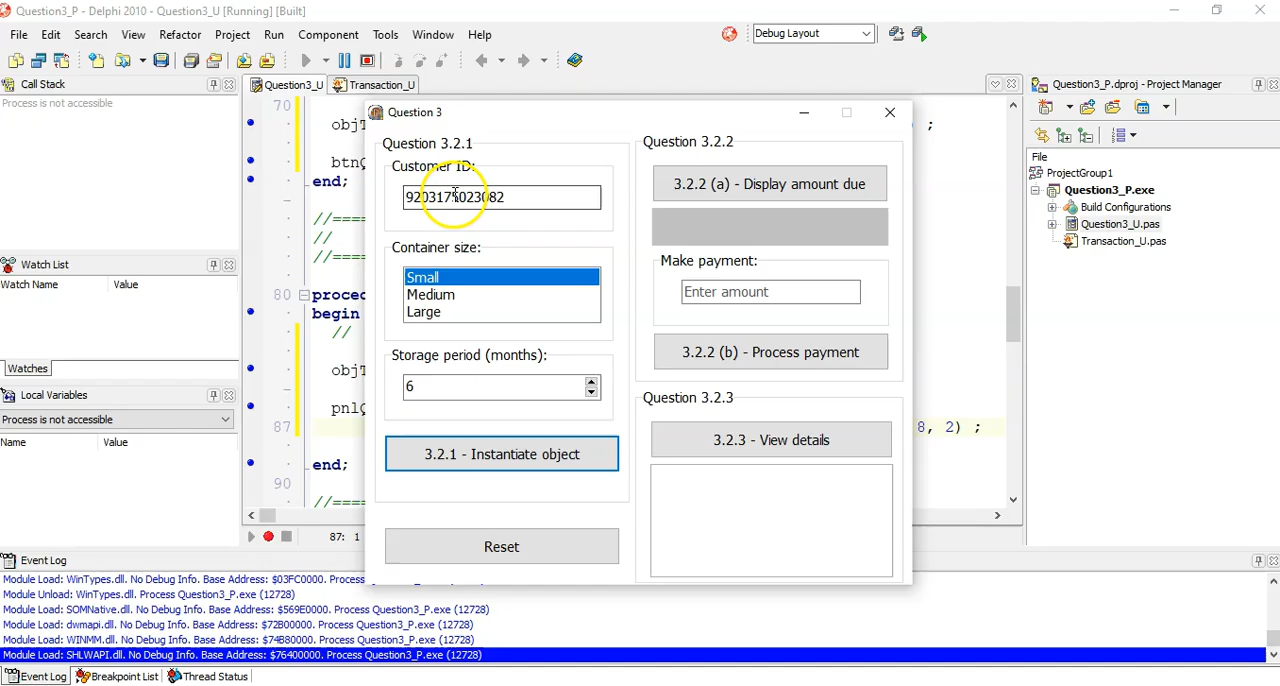 Question3_P - Delphi 2010 - Question3_U [Running] [Built]
File Edit Search View Refactor Project Run Component Tools Window Help
Debug Layout
Call Stack
Process is not accessible
Question3_U Transaction_U
Question3_P.dproj - Project Manager
File
ProjectGroup1
Question3_P.exe
Build Configurations
Question3_U.pas
Transaction_U.pas
Watch List
Watch Name Value
Watches
Local Variables
Process is not accessible
Name Value
70
objT ;
btnQ
end;
//===
//
//===
80 proced
begin
//
objT
pnlQ
87 8, 2) ;
end;
90
//===
87: 1
Question 3
Question 3.2.1
Customer ID:
Container size:
Small
Medium
Large
Storage period (months):
6
3.2.1 - Instantiate object
Reset
Question 3.2.2
3.2.2 (a) - Display amount due
Make payment:
Enter amount
3.2.2 (b) - Process payment
Question 3.2.3
3.2.3 - View details
Event Log
Module Load: WinTypes.dll. No Debug Info. Base Address: $03FC0000. Process Question3_P.exe (12728)
Module Unload: WinTypes.dll. Process Question3_P.exe (12728)
Module Load: SOMNative.dll. No Debug Info. Base Address: $569E0000. Process Question3_P.exe (12728)
Module Load: dwmapi.dll. No Debug Info. Base Address: $72B00000. Process Question3_P.exe (12728)
Module Load: WINMM.dll. No Debug Info. Base Address: $74B80000. Process Question3_P.exe (12728)
Module Load: SHLWAPI.dll. No Debug Info. Base Address: $76400000. Process Question3_P.exe (12728)
Event Log Breakpoint List Thread Status